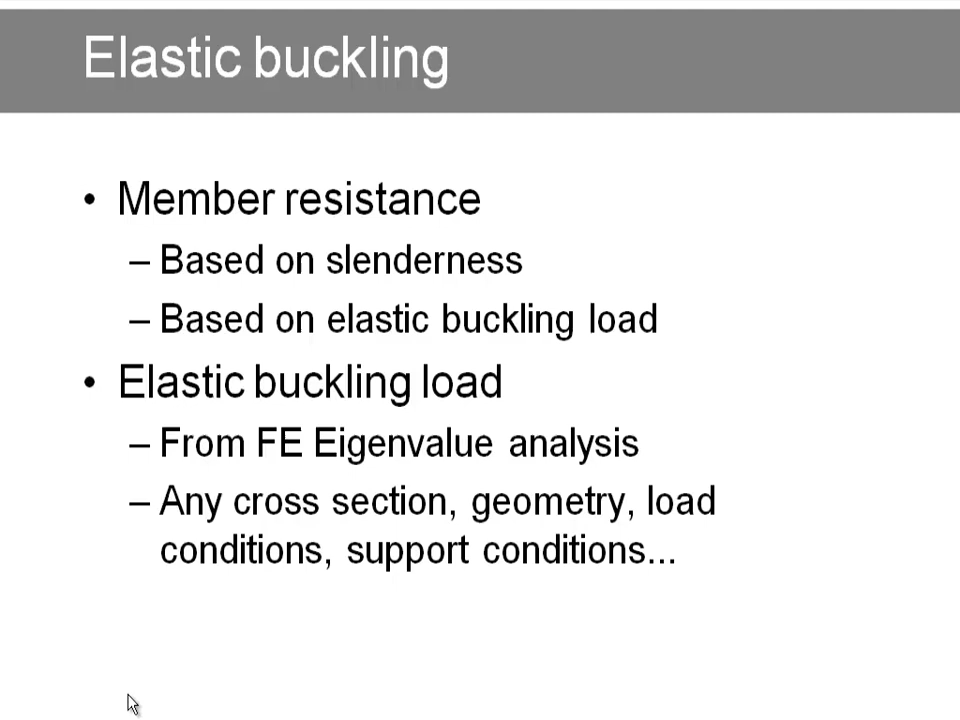 Elastic buckling
• Member resistance
– Based on slenderness
– Based on elastic buckling load
• Elastic buckling load
– From FE Eigenvalue analysis
– Any cross section, geometry, load
conditions, support conditions...